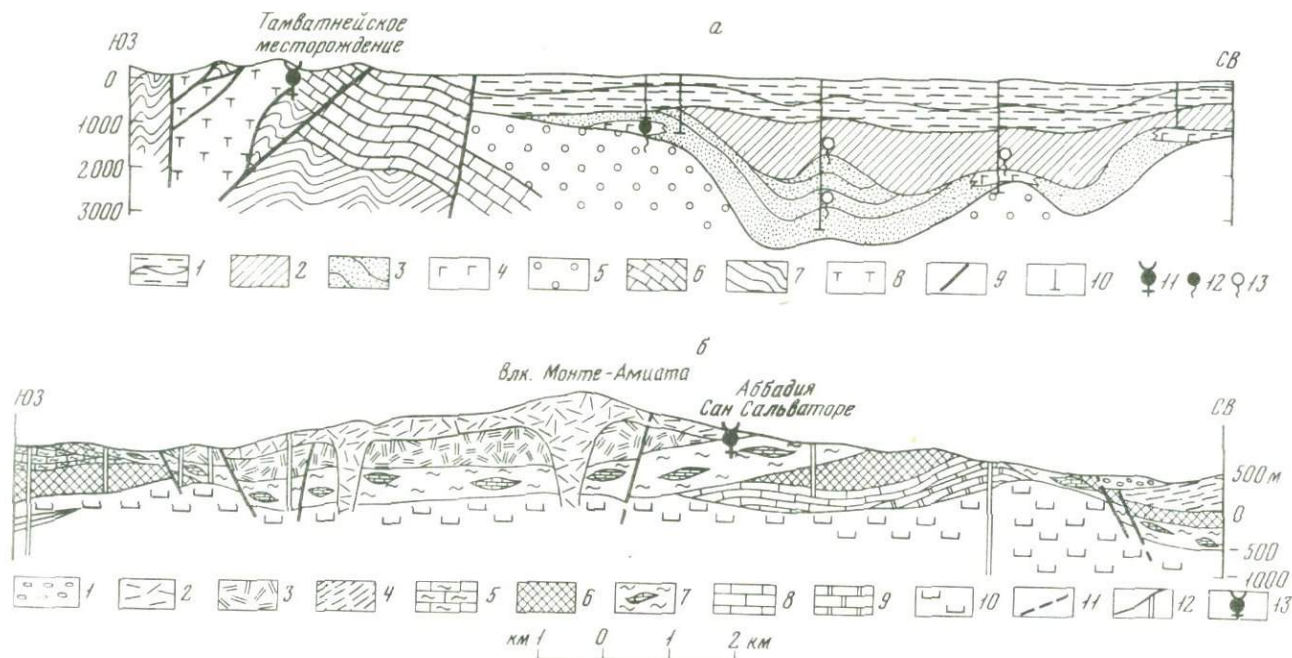 Тамватнейское
месторождение
а
ЮЗ
СВ
0
1000
2000
3000
1 2 3 4 5 6 7 8 9 10 11 12 13
б
Влк. Монте-Амиата
Аббадия
Сан Сальваторе
ЮЗ
СВ
500 м
0
-500
-1000
1 2 3 4 5 6 7 8 9 10 11 12 13
км 1 0 1 2 км